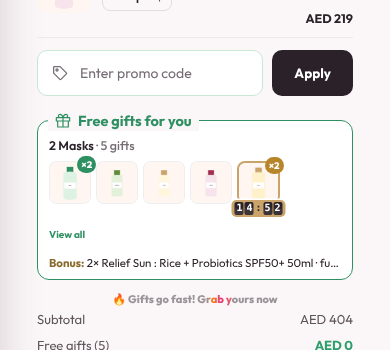 AED 219
Enter promo code
Apply
Free gifts for you
2 Masks · 5 gifts
×2
×2
14:52
View all
Bonus: 2× Relief Sun : Rice + Probiotics SPF50+ 50ml · fu...
🔥 Gifts go fast! Grab yours now
Subtotal AED 404
Free gifts (5) AED 0